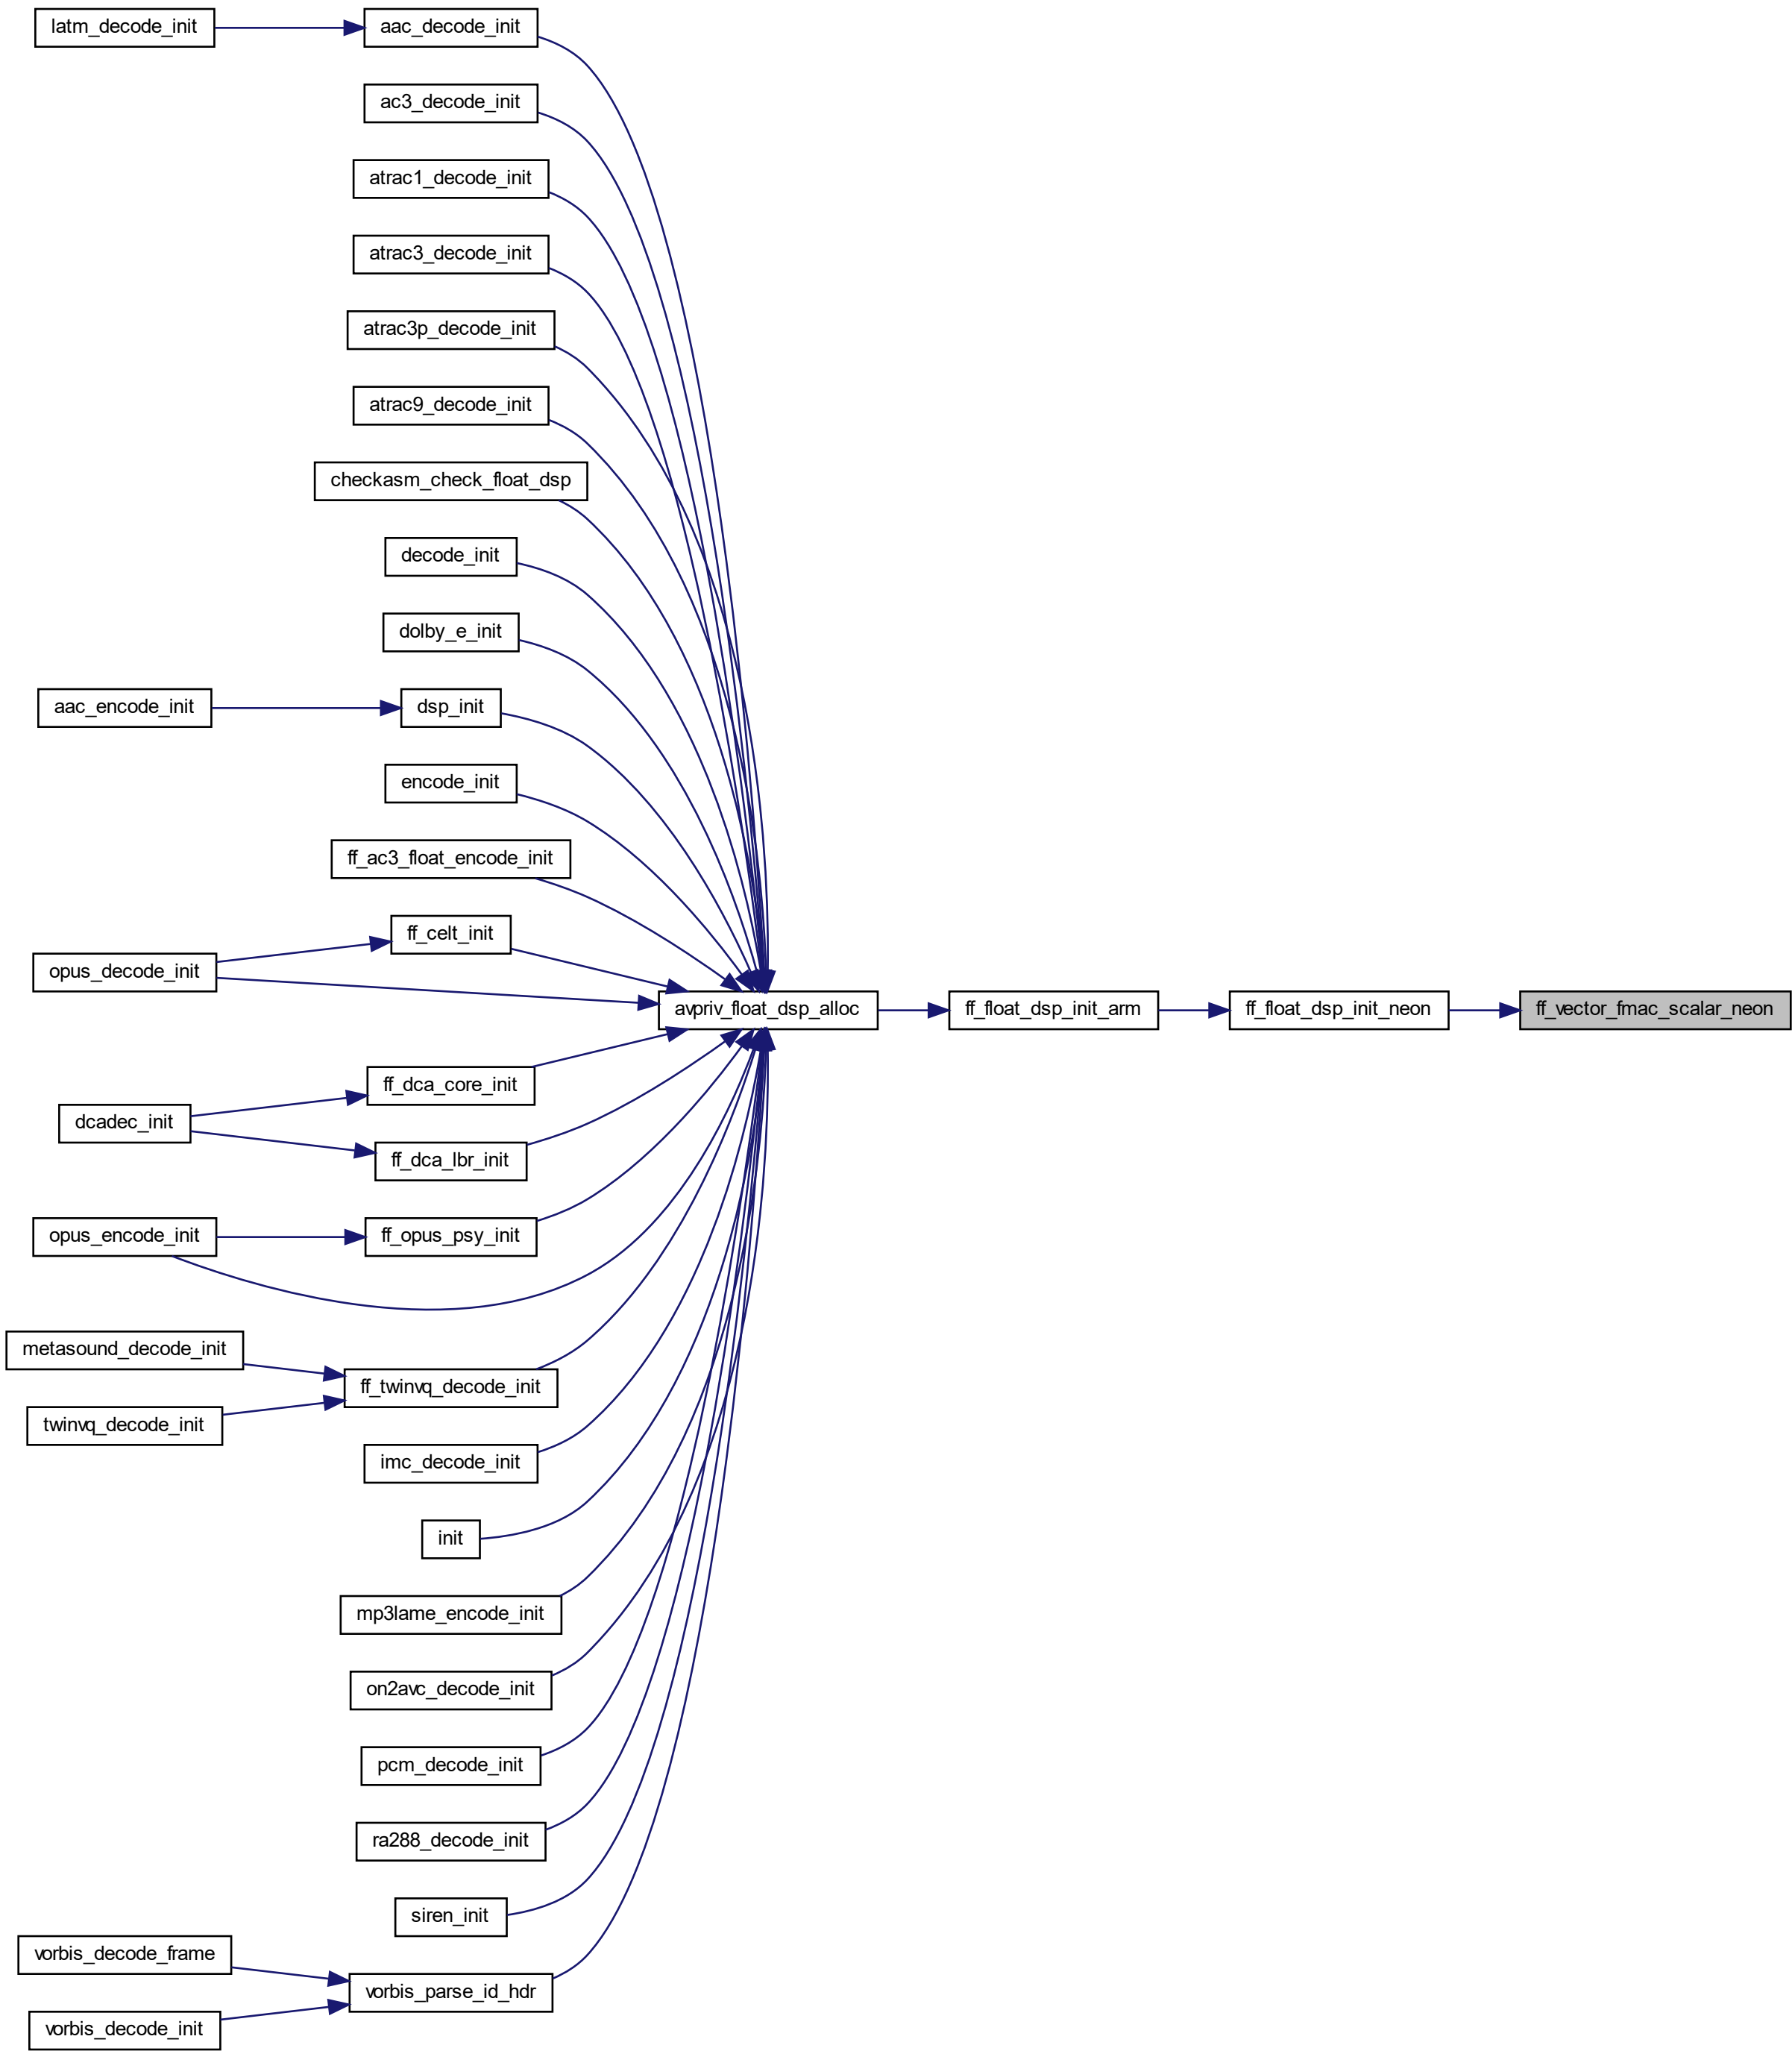 latm_decode_init
aac_decode_init
ac3_decode_init
atrac1_decode_init
atrac3_decode_init
atrac3p_decode_init
atrac9_decode_init
checkasm_check_float_dsp
decode_init
dolby_e_init
aac_encode_init
dsp_init
encode_init
ff_ac3_float_encode_init
ff_celt_init
opus_decode_init
avpriv_float_dsp_alloc
ff_float_dsp_init_arm
ff_float_dsp_init_neon
ff_vector_fmac_scalar_neon
ff_dca_core_init
dcadec_init
ff_dca_lbr_init
opus_encode_init
ff_opus_psy_init
metasound_decode_init
ff_twinvq_decode_init
twinvq_decode_init
imc_decode_init
init
mp3lame_encode_init
on2avc_decode_init
pcm_decode_init
ra288_decode_init
siren_init
vorbis_decode_frame
vorbis_parse_id_hdr
vorbis_decode_init